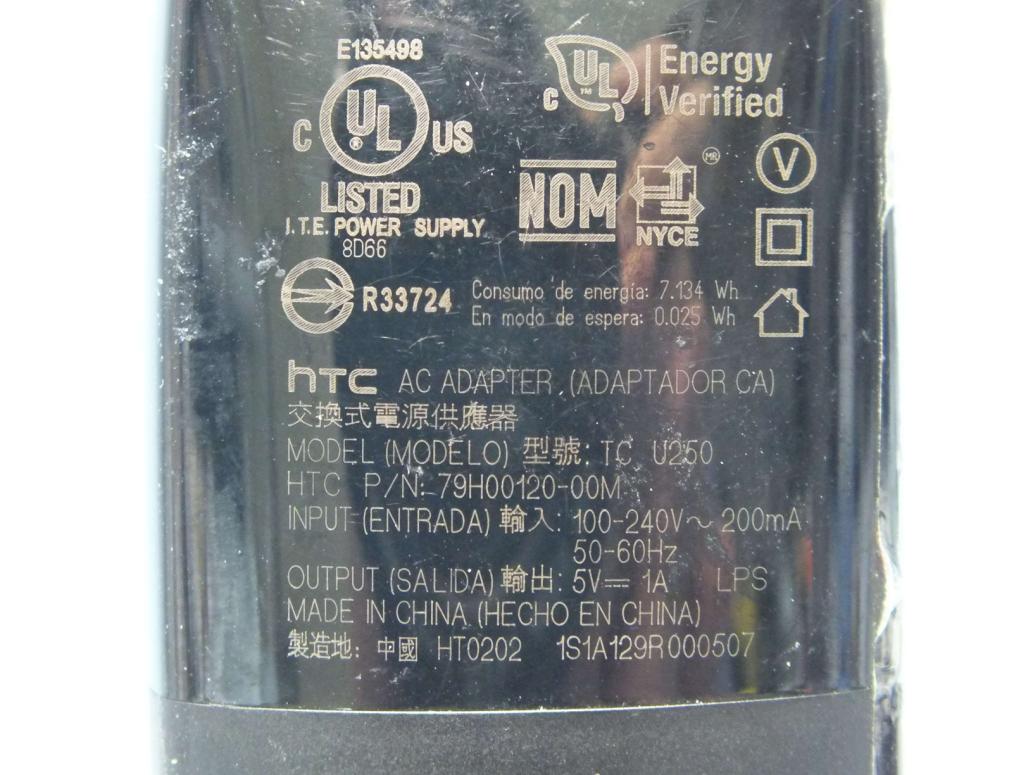 E135498
C UL® US
LISTED
I.T.E. POWER SUPPLY
8D66
C UL™ Energy Verified
V
NOM
NYCE MR
R33724
Consumo de energía: 7.134 Wh
En modo de espera: 0.025 Wh
hTC AC ADAPTER (ADAPTADOR CA)
交換式電源供應器
MODEL (MODELO) 型號: TC U250
HTC P/N: 79H00120-00M
INPUT (ENTRADA) 輸入: 100-240V~ 200mA
50-60Hz
OUTPUT (SALIDA) 輸出: 5V⎓ 1A LPS
MADE IN CHINA (HECHO EN CHINA)
製造地: 中國 HT0202 1S1A129R000507